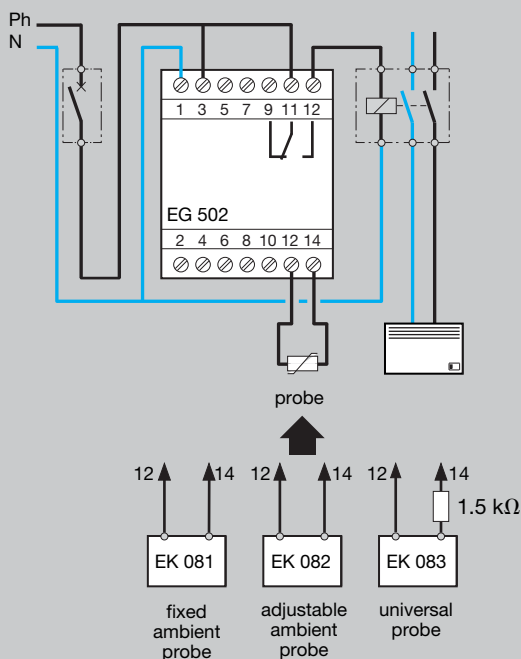 Ph
N
1 3 5 7 9 11 12
EG 502
2 4 6 8 10 12 14
probe
12 14 12 14 12 14
1.5 kΩ
EK 081 EK 082 EK 083
fixed ambient probe
adjustable ambient probe
universal probe